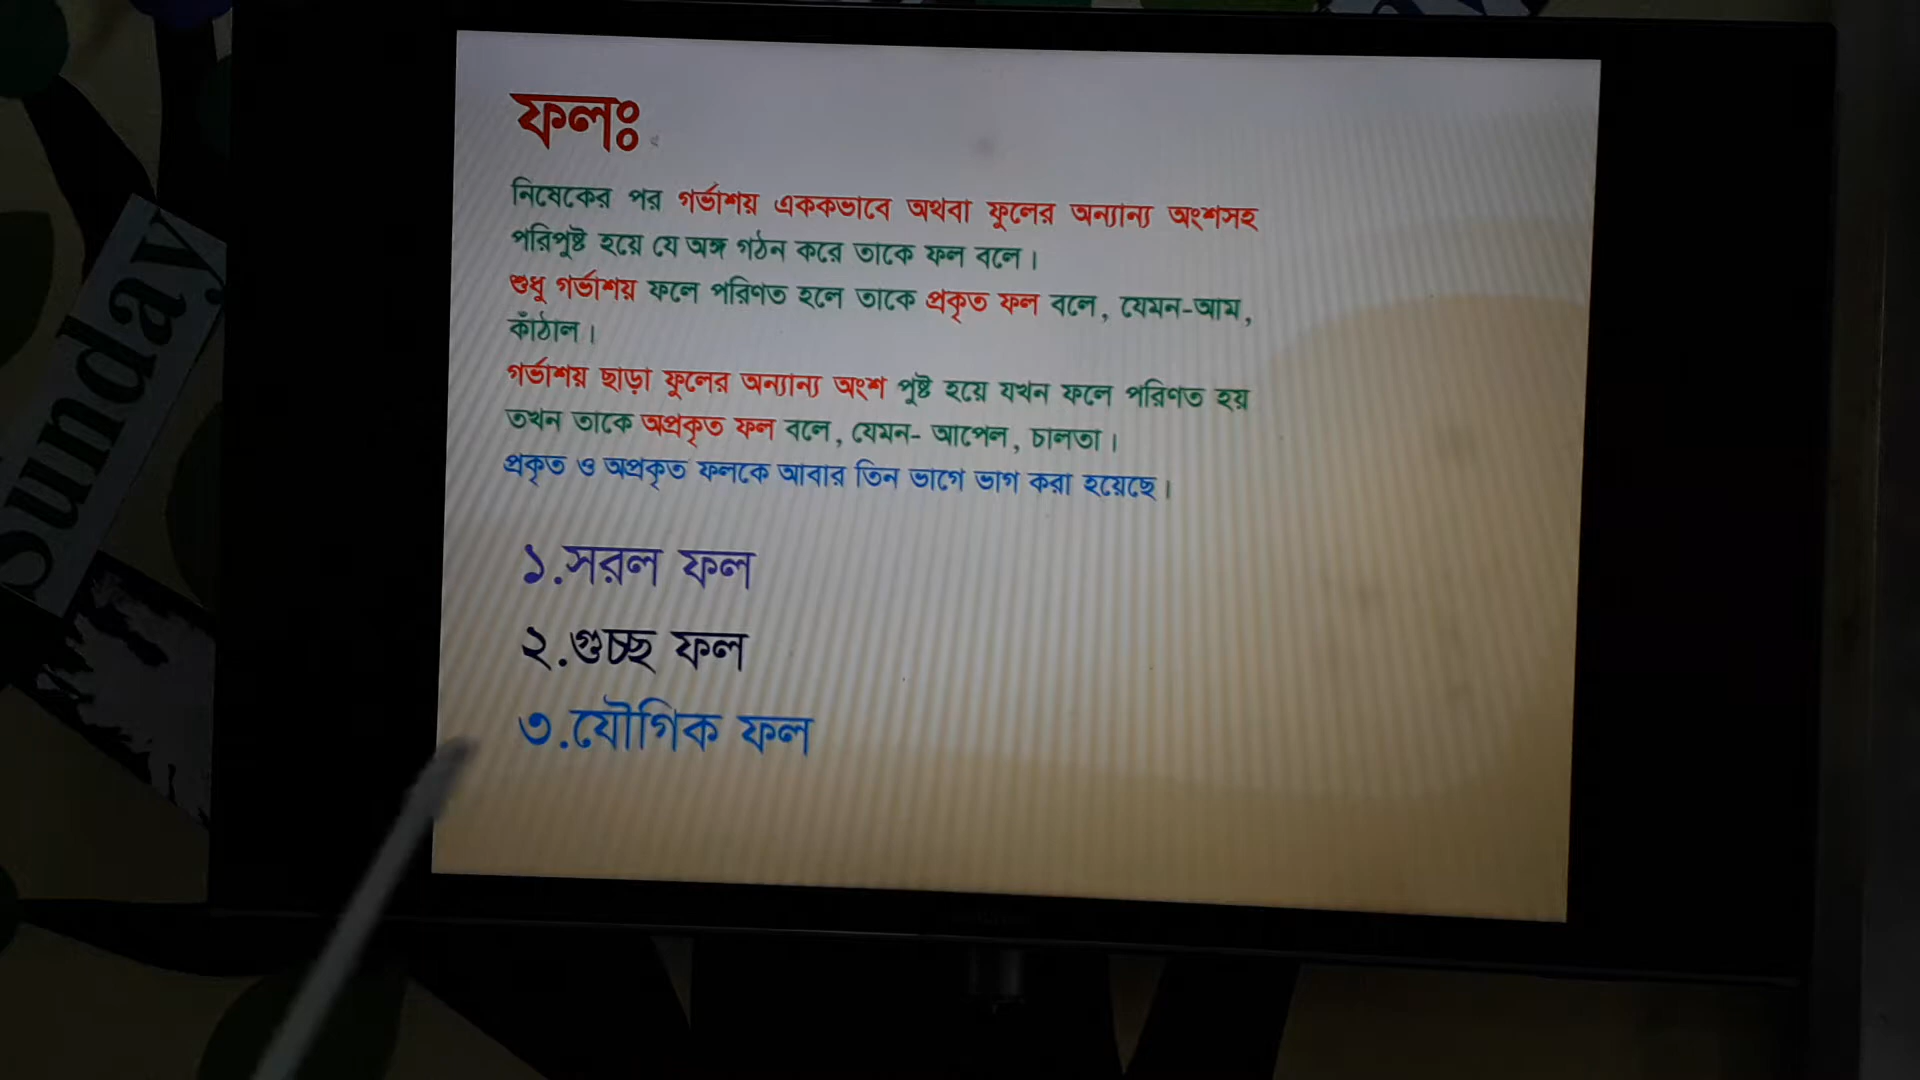 Sunday
ফলঃ
নিষেকের পর গর্ভাশয় এককভাবে অথবা ফুলের অন্যান্য অংশসহ
পরিপুষ্ট হয়ে যে অঙ্গ গঠন করে তাকে ফল বলে।
শুধু গর্ভাশয় ফলে পরিণত হলে তাকে প্রকৃত ফল বলে, যেমন-আম,
কাঁঠাল।
গর্ভাশয় ছাড়া ফুলের অন্যান্য অংশ পুষ্ট হয়ে যখন ফলে পরিণত হয়
তখন তাকে অপ্রকৃত ফল বলে, যেমন- আপেল, চালতা।
প্রকৃত ও অপ্রকৃত ফলকে আবার তিন ভাগে ভাগ করা হয়েছে।
১.সরল ফল
২.গুচ্ছ ফল
৩.যৌগিক ফল